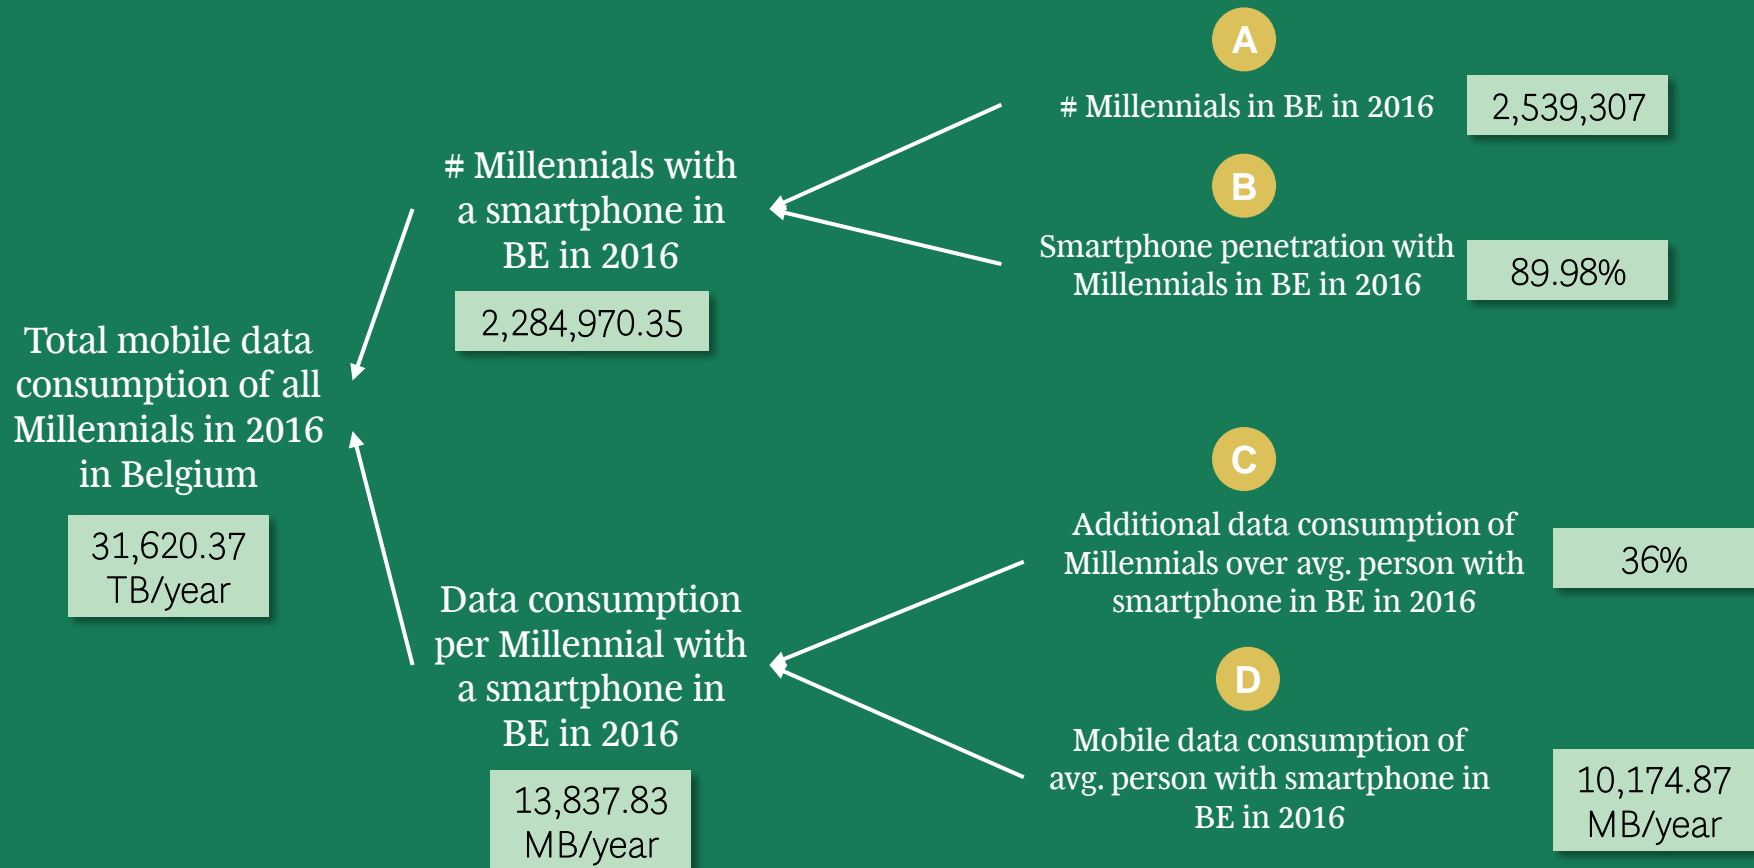 Total mobile data
consumption of all
Millennials in 2016
in Belgium
31,620.37
TB/year
# Millennials with
a smartphone in
BE in 2016
2,284,970.35
Data consumption
per Millennial with
a smartphone in
BE in 2016
13,837.83
MB/year
A
# Millennials in BE in 2016
2,539,307
B
Smartphone penetration with
Millennials in BE in 2016
89.98%
C
Additional data consumption of
Millennials over avg. person with
smartphone in BE in 2016
36%
D
Mobile data consumption of
avg. person with smartphone in
BE in 2016
10,174.87
MB/year